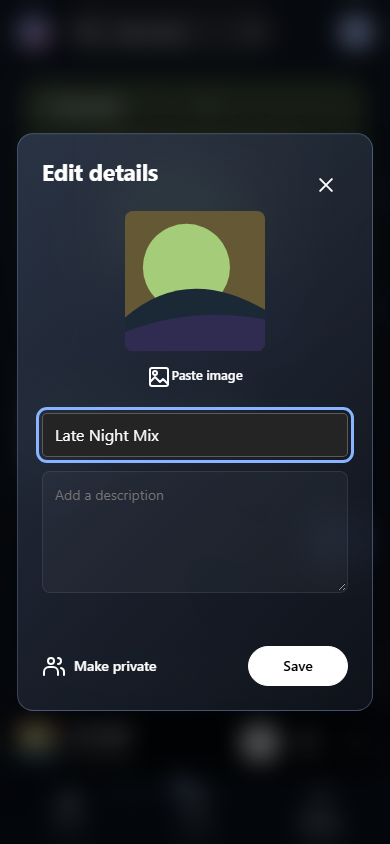 Edit details
Paste image
Late Night Mix
Add a description
Make private
Save